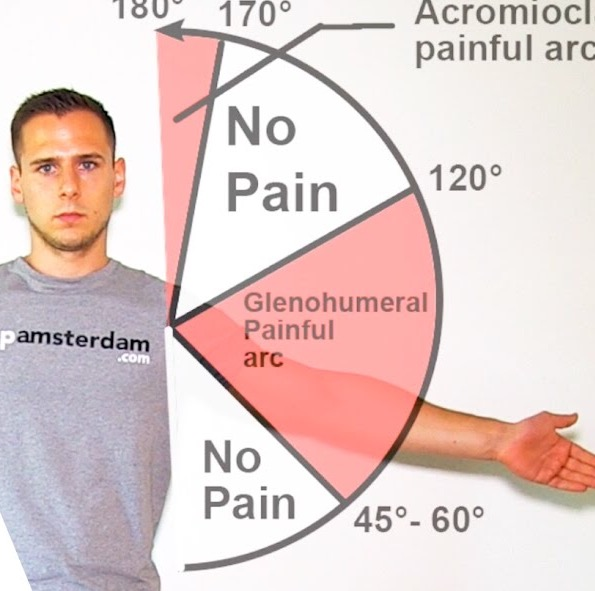 180° 170°
Acromiocl
painful arc
No
Pain
120°
Glenohumeral
Painful
arc
pamsterdam
.com
No
Pain
45°- 60°